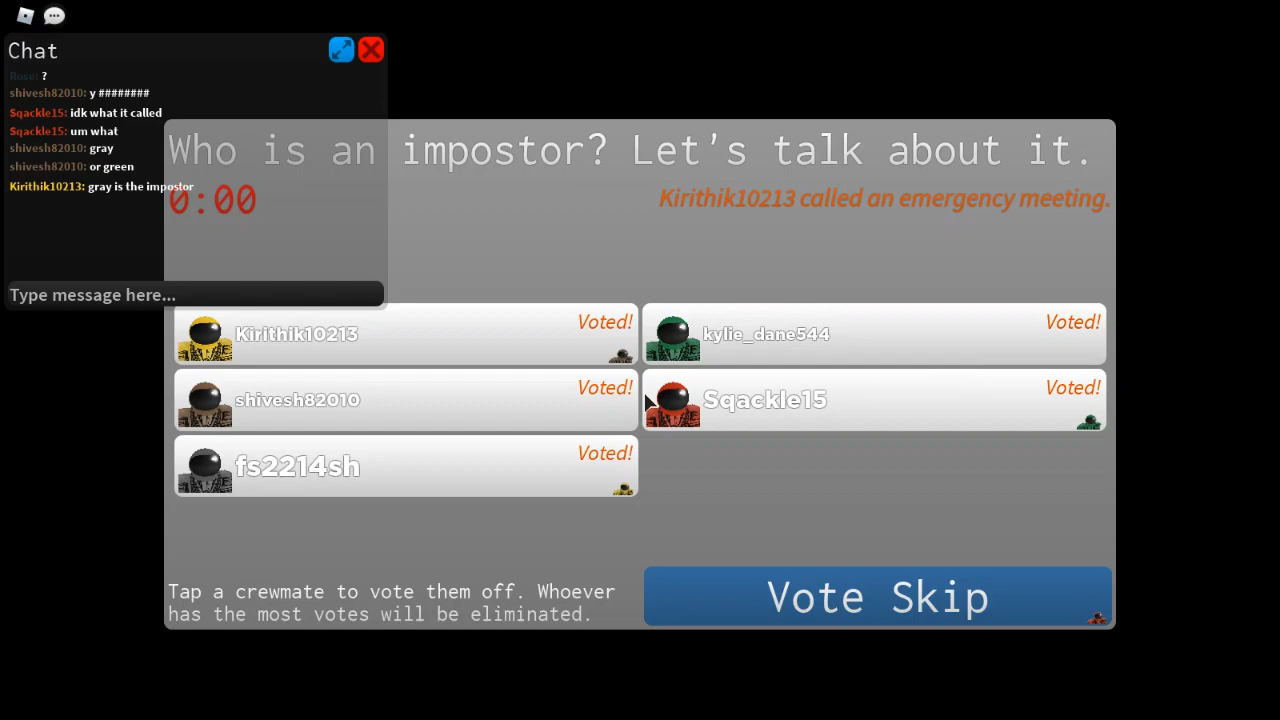 Chat
Rose: ?
shivesh82010: y ########
Sqackle15: idk what it called
Sqackle15: um what
shivesh82010: gray
shivesh82010: or green
Kirithik10213: gray is the impostor
Type message here...
Who is an impostor? Let's talk about it.
0:00
Kirithik10213 called an emergency meeting.
Kirithik10213
Voted!
kylie_dane544
Voted!
shivesh82010
Voted!
Sqackle15
Voted!
fs2214sh
Voted!
Tap a crewmate to vote them off. Whoever
has the most votes will be eliminated.
Vote Skip